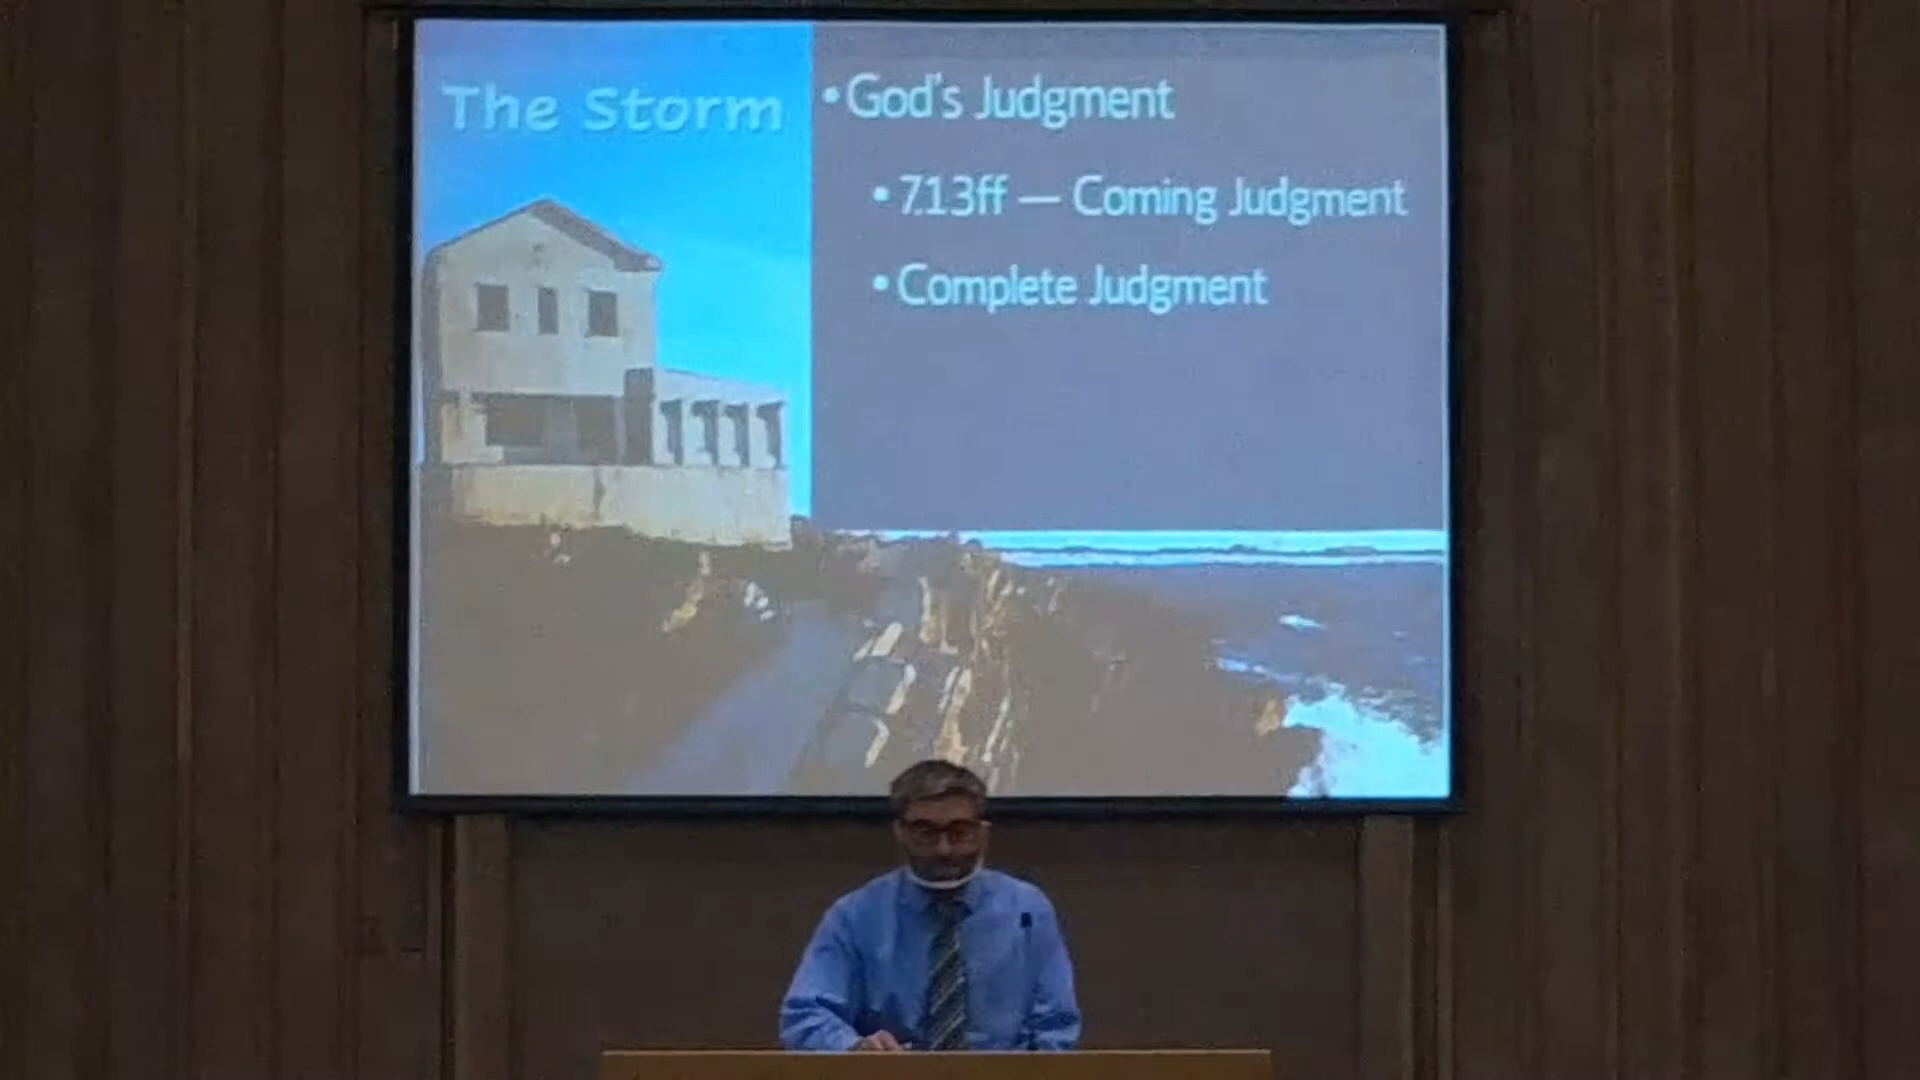 The Storm
• God's Judgment
• 7.13ff — Coming Judgment
• Complete Judgment